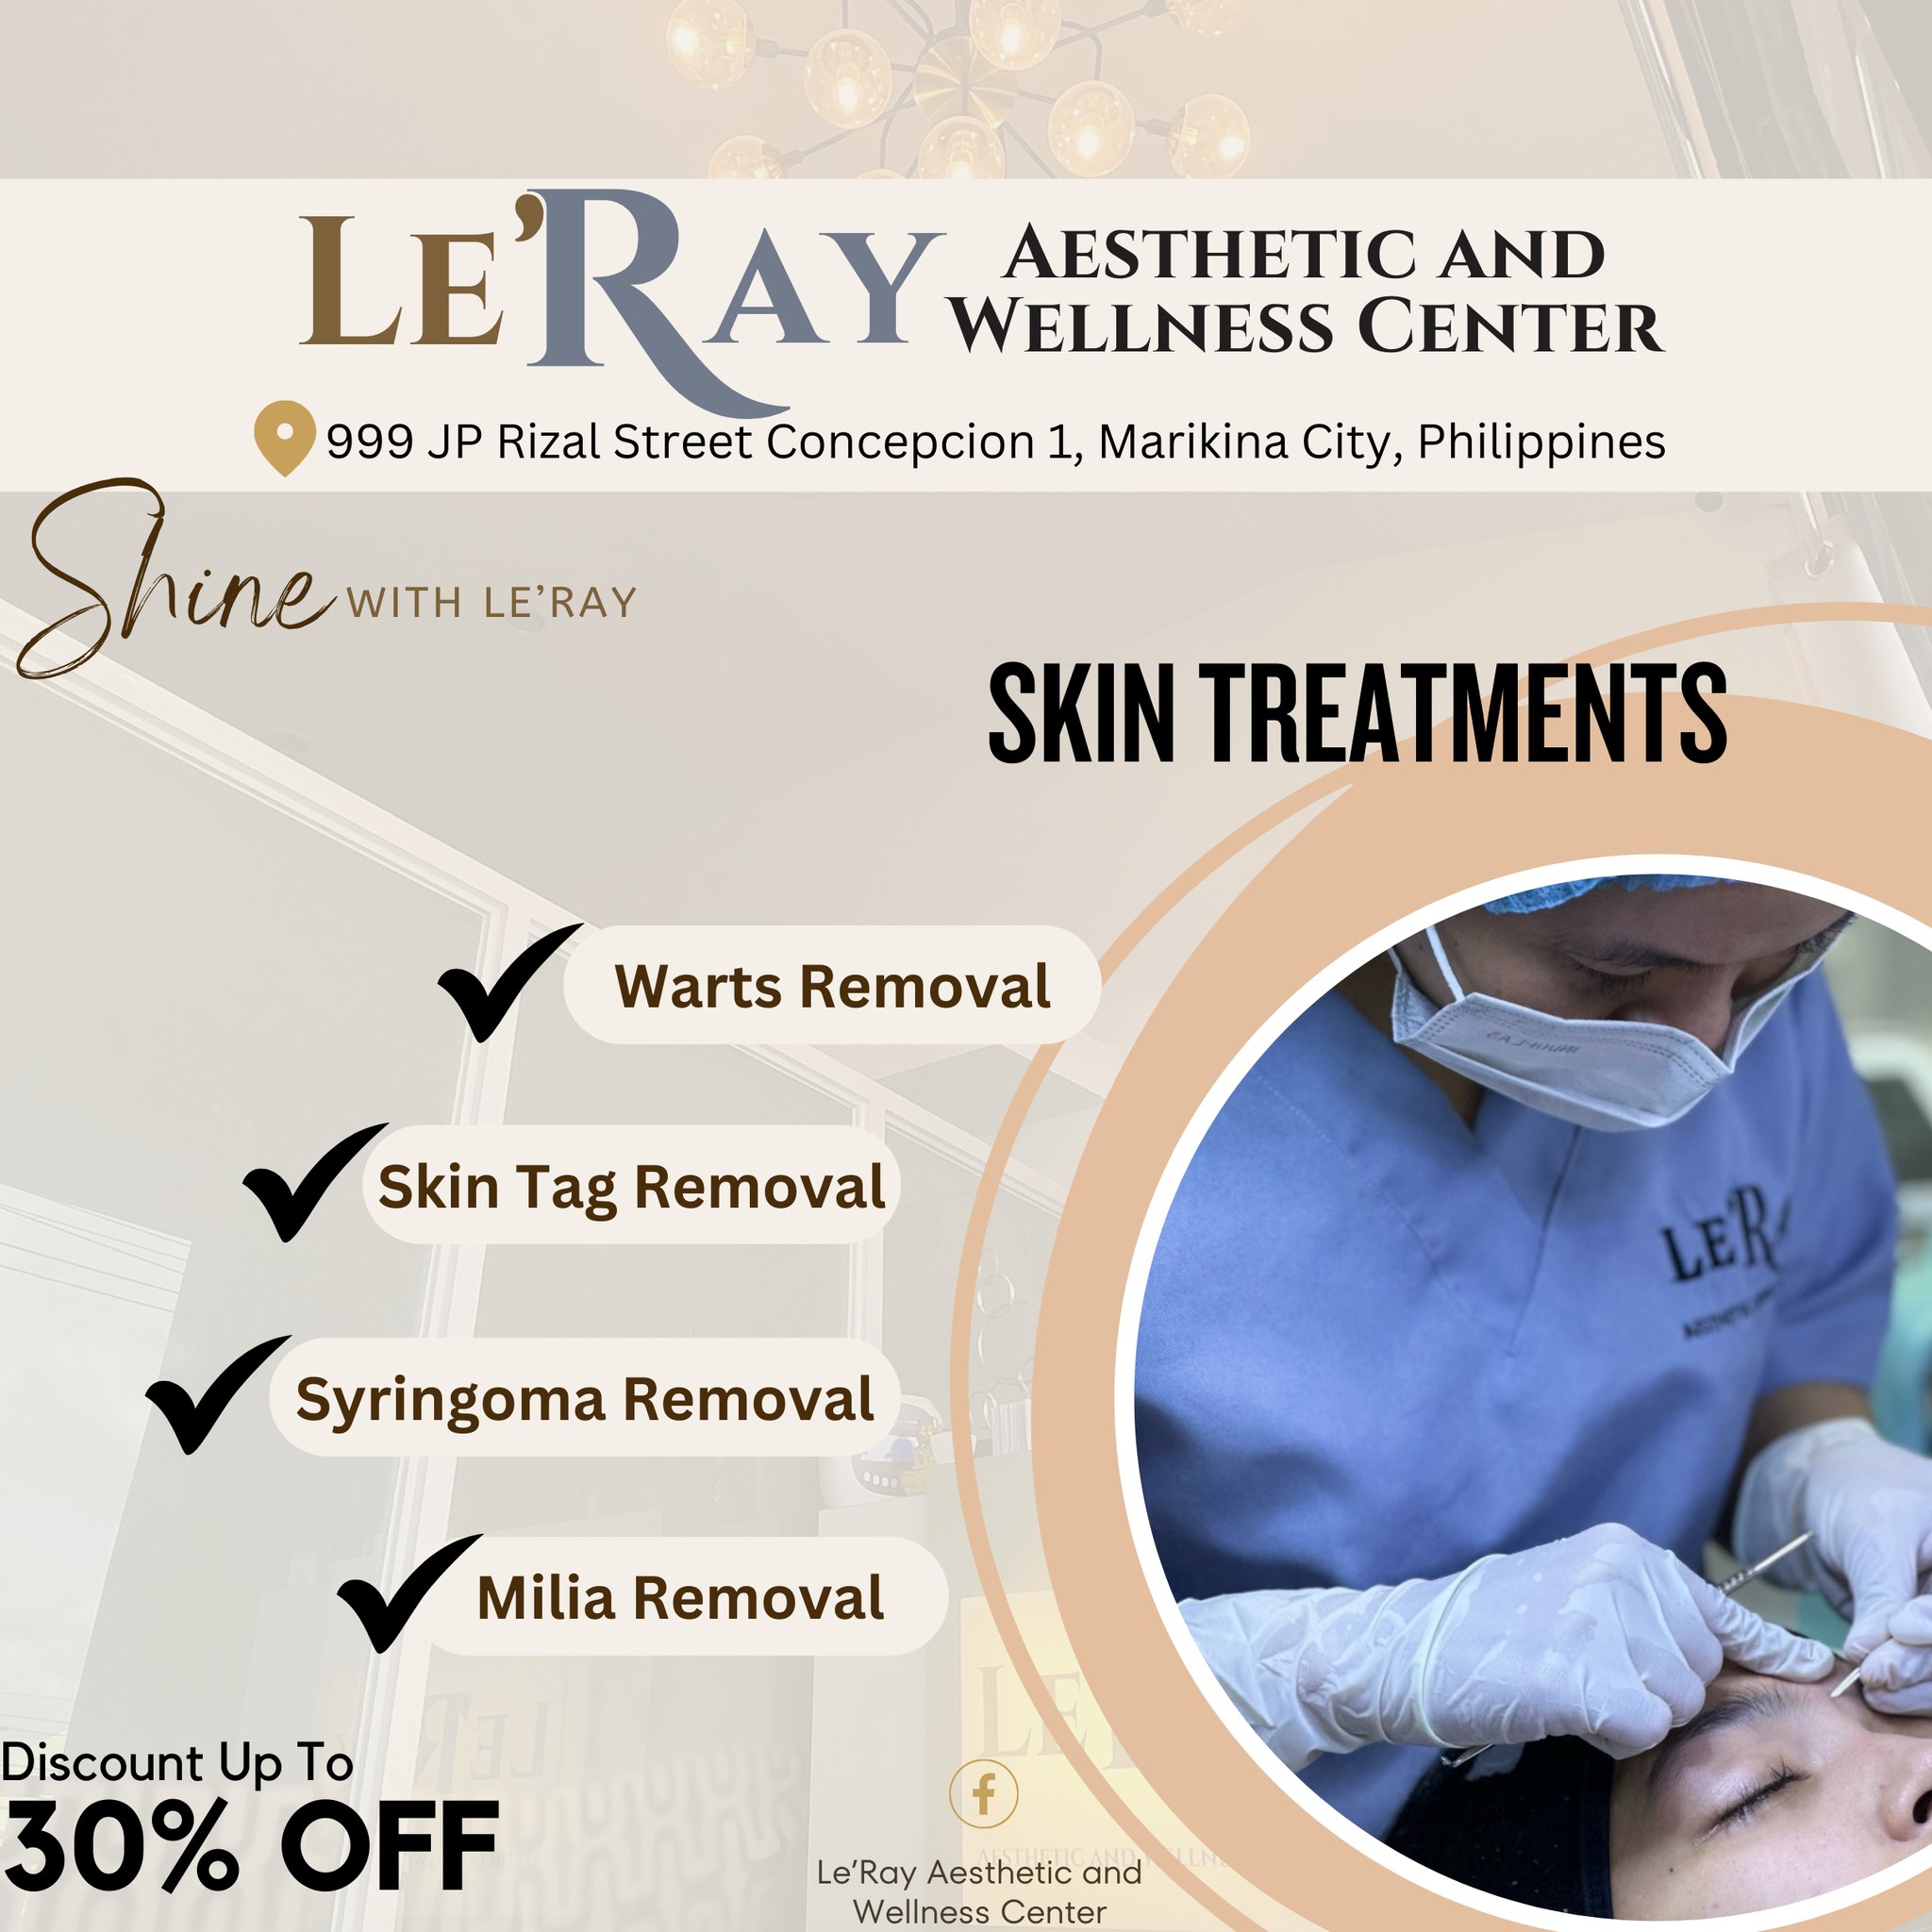 LE'RAY
AESTHETIC AND
WELLNESS CENTER
999 JP Rizal Street Concepcion 1, Marikina City, Philippines
Shine WITH LE'RAY
SKIN TREATMENTS
Warts Removal
Skin Tag Removal
Syringoma Removal
Milia Removal
LE'R
Discount Up To
30% OFF
Le'Ray Aesthetic and
Wellness Center